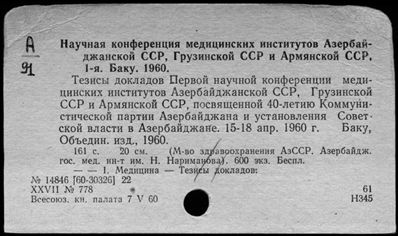 А
91
Научная конференция медицинских институтов Азербай-
джанской ССР, Грузинской ССР и Армянской ССР,
1-я. Баку. 1960.
Тезисы докладов Первой научной конференции меди-
цинских институтов Азербайджанской ССР, Грузинской
ССР и Армянской ССР, посвященной 40-летию Коммуни-
стической партии Азербайджана и установления Совет-
ской власти в Азербайджане. 15-18 апр. 1960 г. Баку,
Объедин. изд., 1960.
161 с. 20 см. (М-во здравоохранения АзССР. Азербайдж.
гос. мед. ин-т им. Н. Нариманова). 600 экз. Беспл.
— — 1. Медицина — Тезисы докладов:
№ 14846 [60-30326] 22
XXVII № 778 61
Всесоюз. кн. палата 7 V 60 Н345